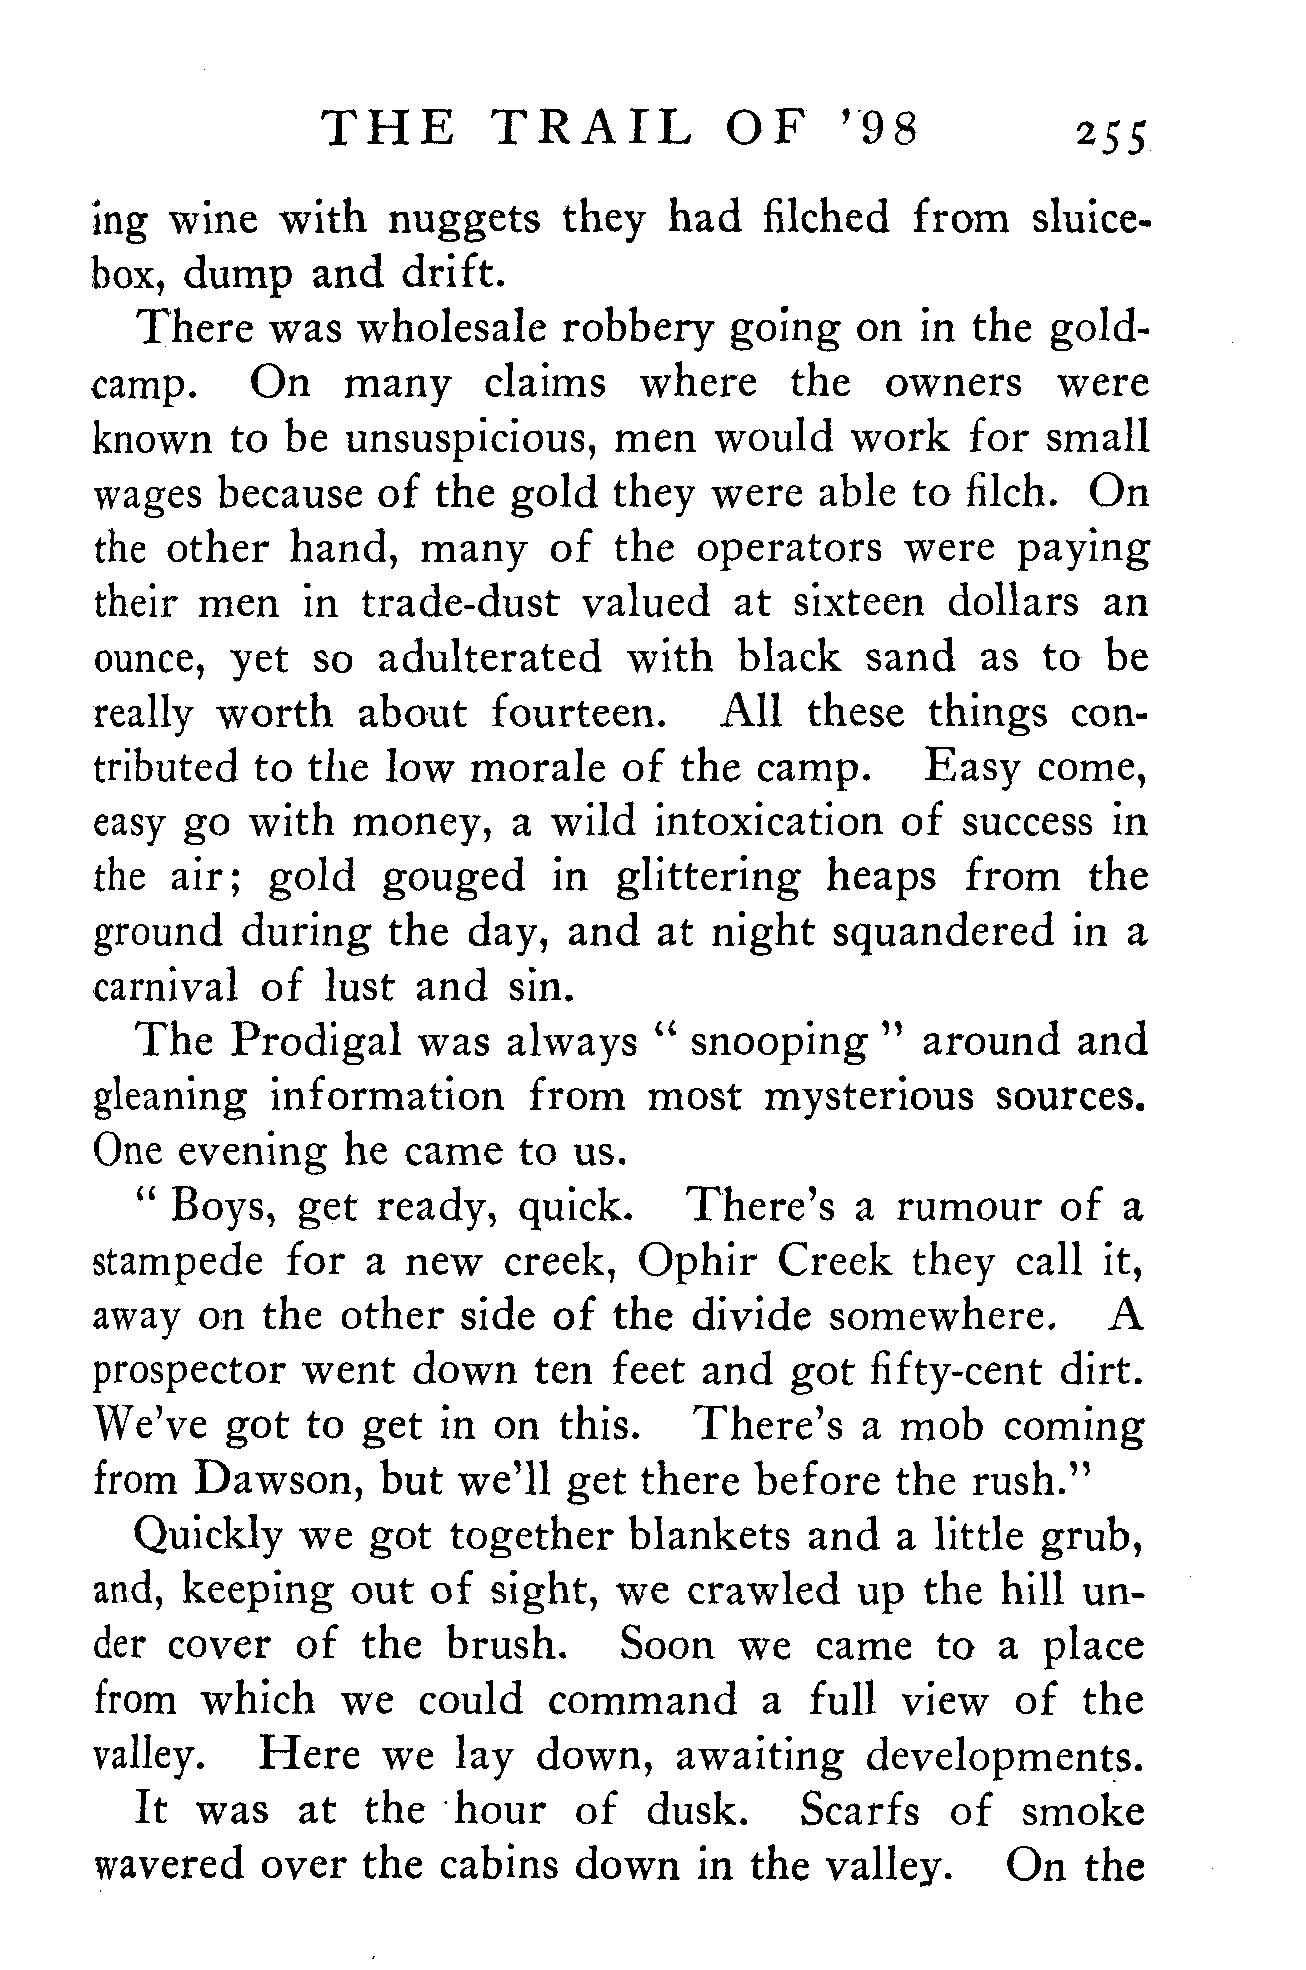 THE TRAIL OF '98 255
ing wine with nuggets they had filched from sluice-
box, dump and drift.
There was wholesale robbery going on in the gold-
camp. On many claims where the owners were
known to be unsuspicious, men would work for small
wages because of the gold they were able to filch. On
the other hand, many of the operators were paying
their men in trade-dust valued at sixteen dollars an
ounce, yet so adulterated with black sand as to be
really worth about fourteen. All these things con-
tributed to the low morale of the camp. Easy come,
easy go with money, a wild intoxication of success in
the air; gold gouged in glittering heaps from the
ground during the day, and at night squandered in a
carnival of lust and sin.
The Prodigal was always " snooping " around and
gleaning information from most mysterious sources.
One evening he came to us.
" Boys, get ready, quick. There's a rumour of a
stampede for a new creek, Ophir Creek they call it,
away on the other side of the divide somewhere. A
prospector went down ten feet and got fifty-cent dirt.
We've got to get in on this. There's a mob coming
from Dawson, but we'll get there before the rush."
Quickly we got together blankets and a little grub,
and, keeping out of sight, we crawled up the hill un-
der cover of the brush. Soon we came to a place
from which we could command a full view of the
valley. Here we lay down, awaiting developments.
It was at the hour of dusk. Scarfs of smoke
wavered over the cabins down in the valley. On the